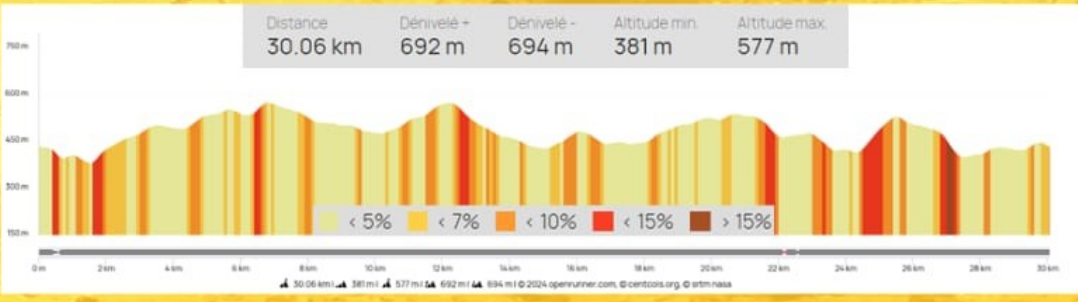 Distance Dénivelé + Dénivelé - Altitude min. Altitude max.
30.06 km 692 m 694 m 381 m 577 m
750 m
600 m
450 m
300 m
150 m
< 5% < 7% < 10% < 15% > 15%
0 m 2 km 4 km 6 km 8 km 10 km 12 km 14 km 16 km 18 km 20 km 22 km 24 km 26 km 28 km 30 km
30.06 km | 381 m | 577 m | 692 m | 694 m | © 2024 openrunner.com, © centcols.org, © srtm nasa